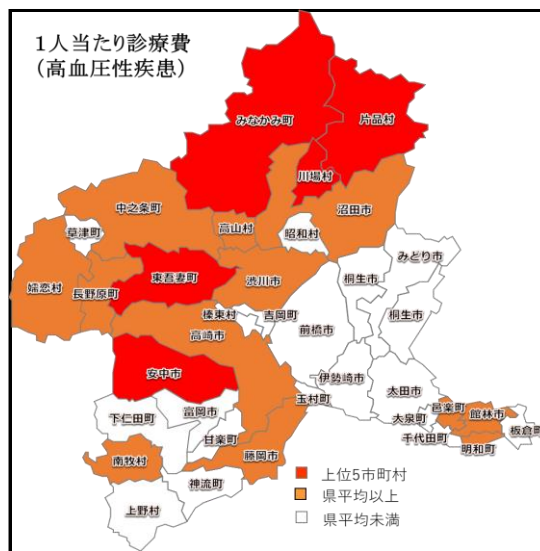 1人当たり診療費
(高血圧性疾患)
みなかみ町
片品村
川場村
中之条町
沼田市
高山村
昭和村
草津町
みどり市
東吾妻町
渋川市
桐生市
嬬恋村
長野原町
榛東村
吉岡町
桐生市
高崎市
前橋市
安中市
伊勢崎市
太田市
玉村町
邑楽町
館林市
下仁田町
富岡市
大泉町
板倉町
甘楽町
千代田町
明和町
南牧村
藤岡市
神流町
上野村
上位5市町村
県平均以上
県平均未満